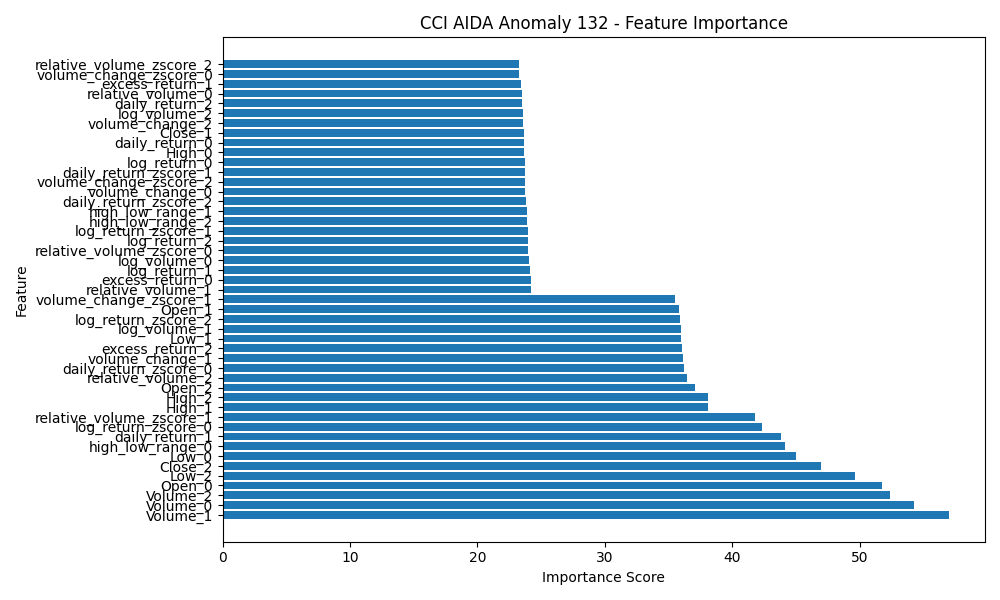 CCI AIDA Anomaly 132 - Feature Importance
relative_volume_zscore_2
volume_change_zscore_0
excess_return_1
relative_volume_0
daily_return_2
log_volume_2
volume_change_2
Close_1
daily_return_0
High_0
log_return_0
daily_return_zscore_1
volume_change_zscore_2
volume_change_0
daily_return_zscore_2
high_low_range_1
high_low_range_2
log_return_zscore_1
log_return_2
relative_volume_zscore_0
log_volume_0
log_return_1
excess_return_0
relative_volume_1
volume_change_zscore_1
Open_1
log_return_zscore_2
log_volume_1
Low_1
excess_return_2
volume_change_1
daily_return_zscore_0
relative_volume_2
Open_2
High_2
High_1
relative_volume_zscore_1
log_return_zscore_0
daily_return_1
high_low_range_0
Low_0
Close_2
Low_2
Open_0
Volume_2
Volume_0
Volume_1
Feature
0 10 20 30 40 50
Importance Score